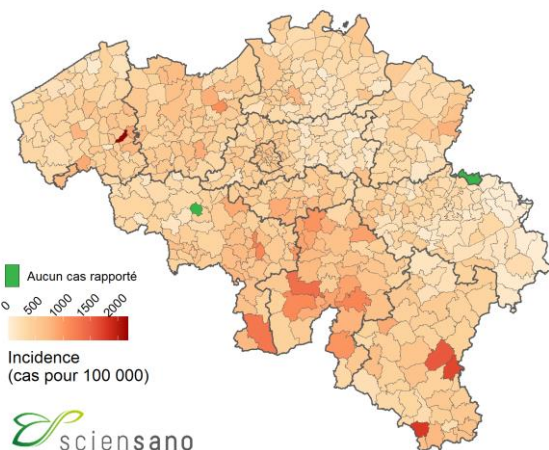 Aucun cas rapporté
0 500 1000 1500 2000
Incidence
(cas pour 100 000)
sciensano